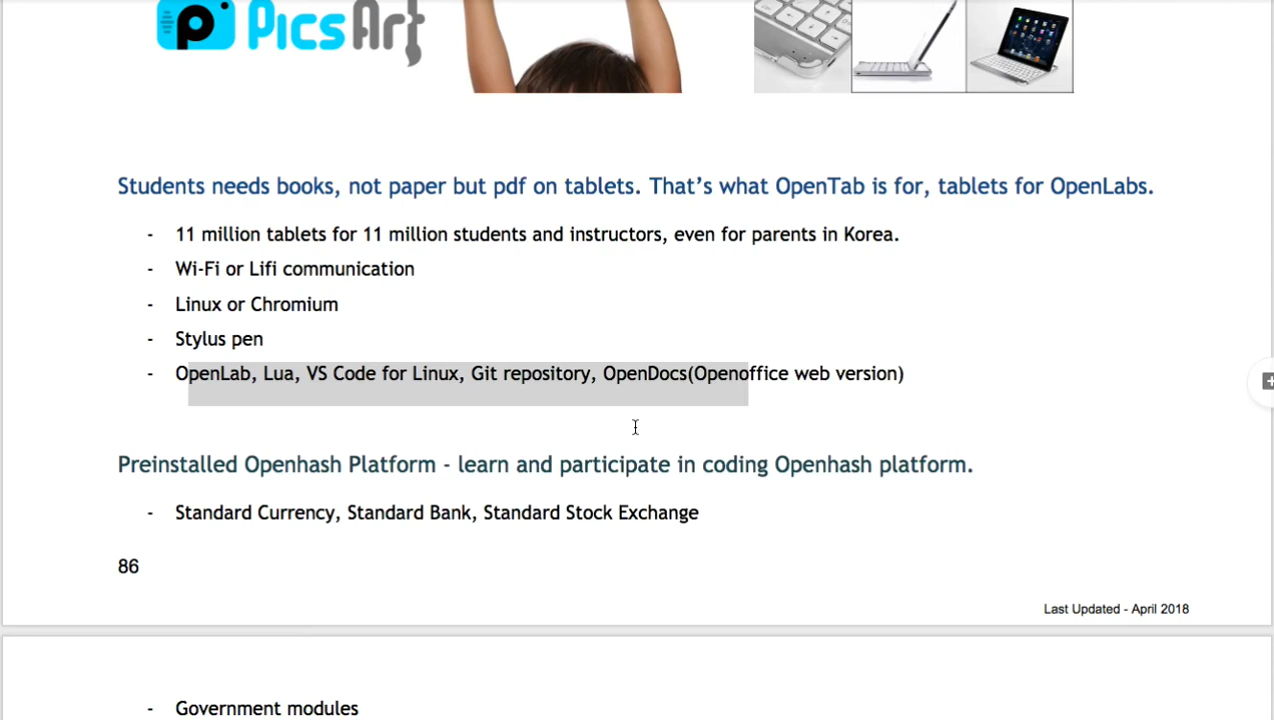 PicsArt
Students needs books, not paper but pdf on tablets. That’s what OpenTab is for, tablets for OpenLabs.
- 11 million tablets for 11 million students and instructors, even for parents in Korea.
- Wi-Fi or Lifi communication
- Linux or Chromium
- Stylus pen
- OpenLab, Lua, VS Code for Linux, Git repository, OpenDocs(Openoffice web version)
Preinstalled Openhash Platform - learn and participate in coding Openhash platform.
- Standard Currency, Standard Bank, Standard Stock Exchange
86
Last Updated - April 2018
- Government modules